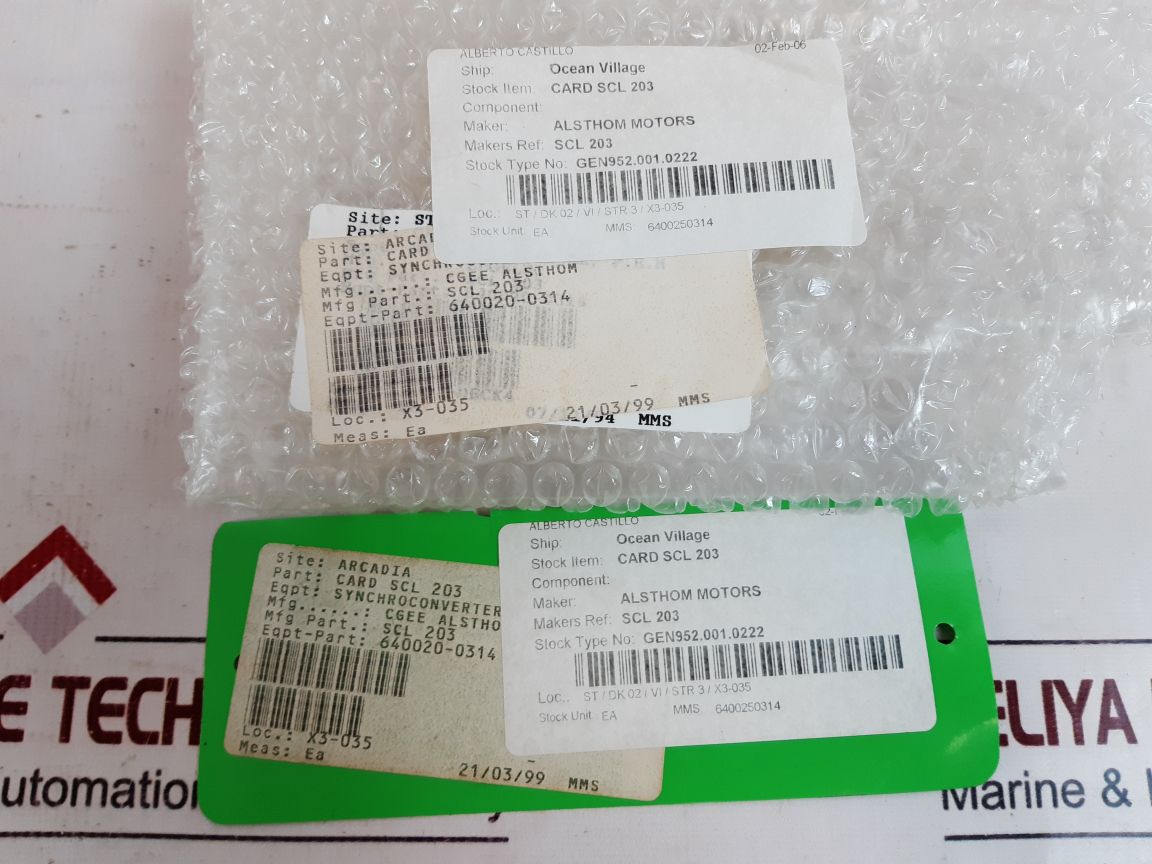 ALBERTO CASTILLO 02-Feb-06
Ship: Ocean Village
Stock Item: CARD SCL 203
Component:
Maker: ALSTHOM MOTORS
Makers Ref: SCL 203
Stock Type No: GEN952.001.0222
Loc.: ST / DK 02 / VI / STR 3 / X3-035
Stock Unit: EA MMS: 6400250314
Site: ST
Part:
Site: ARCA
Part: CARD
Eqpt: SYNCHRO
Mfg......: CGEE ALSTHOM
Mfg Part.: SCL 203
Eqpt-Part: 640020-0314
Loc.: X3-035
Meas: Ea
21/03/99 MMS
94 MMS
ALBERTO CASTILLO
Ship: Ocean Village
Stock Item: CARD SCL 203
Component:
Maker: ALSTHOM MOTORS
Makers Ref: SCL 203
Stock Type No: GEN952.001.0222
Loc.. ST / DK 02 / VI / STR 3 / X3-035
Stock Unit EA MMS. 6400250314
Site: ARCADIA
Part: CARD SCL 203
Eqpt: SYNCHROCONVERTER
Mfg......: CGEE ALSTHO
Mfg Part.: SCL 203
Eqpt-Part: 640020-0314
Loc.: X3-035
Meas: Ea
21/03/99 MMS
E TECH
utomation
ELIYA
Marine &